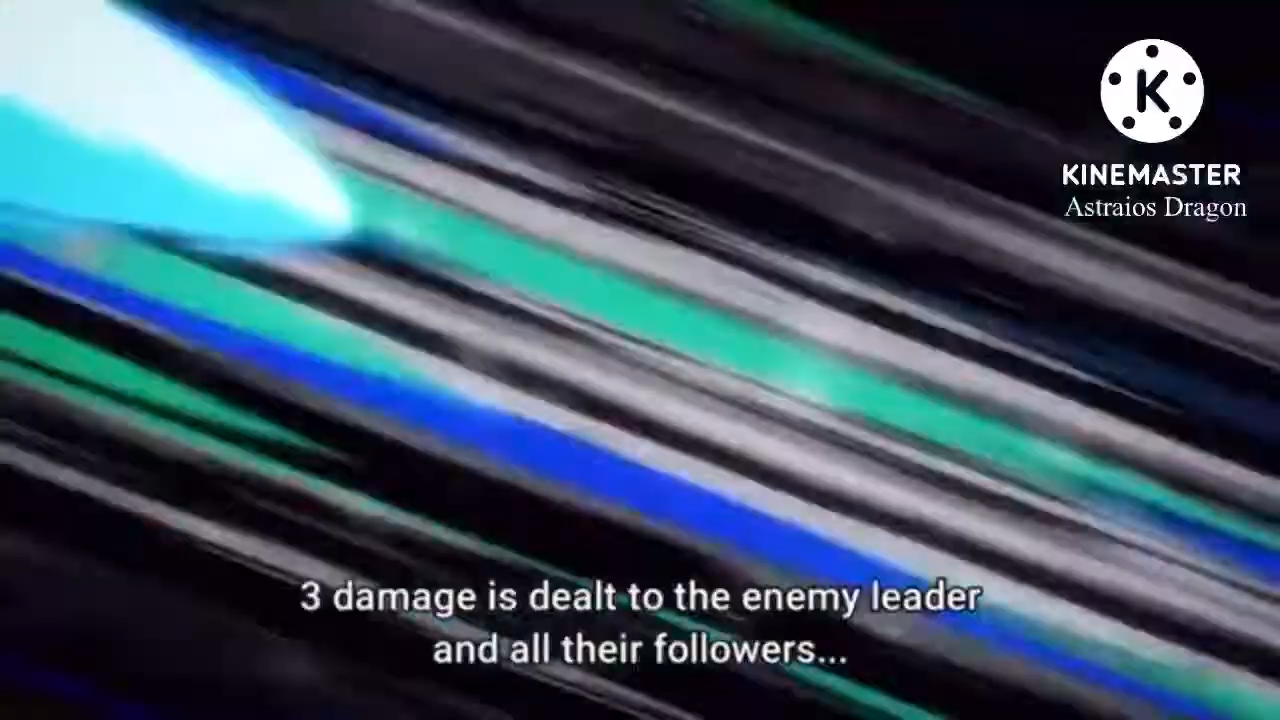 K
KINEMASTER
Astraios Dragon
3 damage is dealt to the enemy leader
and all their followers...